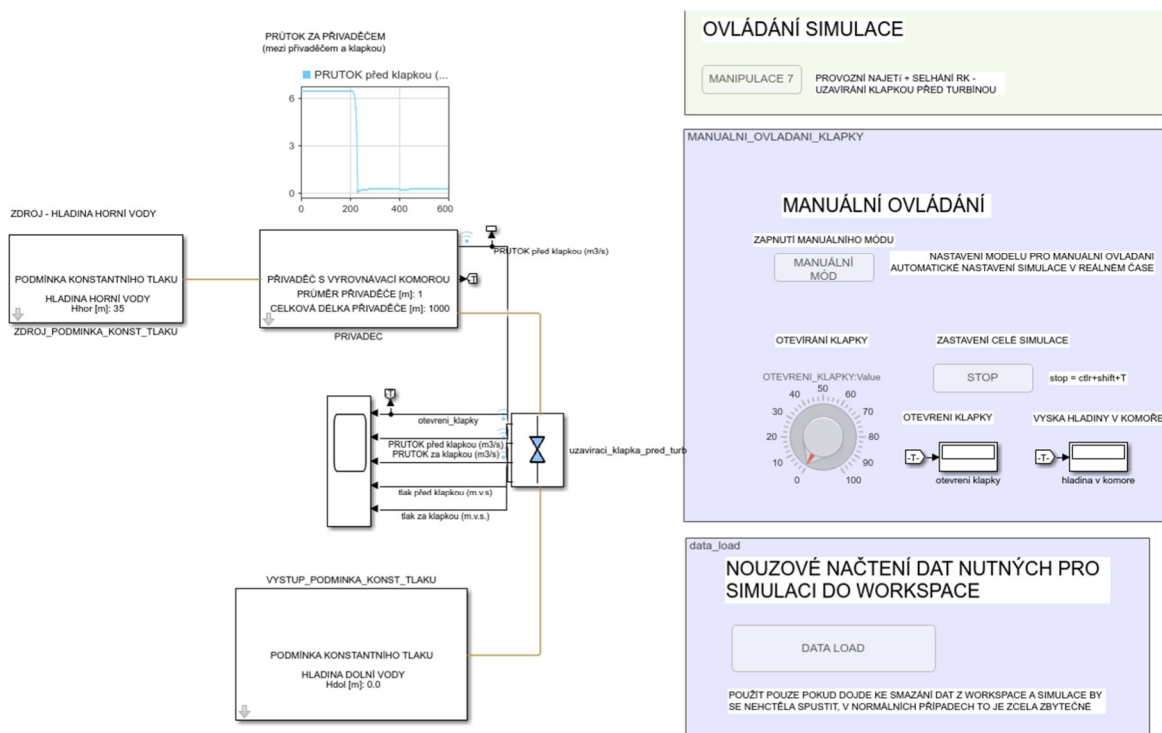 PRŮTOK ZA PŘIVADĚČEM
(mezi přivaděčem a klapkou)
PRUTOK před klapkou (...
6
3
0
0
200
400
600
ZDROJ - HLADINA HORNÍ VODY
PODMÍNKA KONSTANTNÍHO TLAKU
HLADINA HORNÍ VODY
Hhor [m]: 35
ZDROJ_PODMINKA_KONST_TLAKU
PŘIVADĚČ S VYROVNÁVACÍ KOMOROU
PRŮMĚR PŘIVADĚČE [m]: 1
CELKOVÁ DÉLKA PŘIVADĚČE [m]: 1000
PRIVADEC
PRUTOK před klapkou (m3/s)
-T-
-T-
otevreni_klapky
PRUTOK před klapkou (m3/s)
PRUTOK za klapkou (m3/s)
tlak před klapkou (m.v.s)
tlak za klapkou (m.v.s.)
uzaviraci_klapka_pred_turb
VYSTUP_PODMINKA_KONST_TLAKU
PODMÍNKA KONSTANTNÍHO TLAKU
HLADINA DOLNÍ VODY
Hdol [m]: 0.0
OVLÁDÁNÍ SIMULACE
MANIPULACE 7
PROVOZNÍ NAJETí + SELHÁNÍ RK -
UZAVÍRÁNÍ KLAPKOU PŘED TURBÍNOU
MANUALNI_OVLADANI_KLAPKY
MANUÁLNÍ OVLÁDÁNÍ
ZAPNUTÍ MANUÁLNÍHO MÓDU
MANUÁLNÍ
MÓD
NASTAVENI MODELU PRO MANUALNI OVLADANI
AUTOMATICKÉ NASTAVENÍ SIMULACE V REÁLNÉM ČASE
OTEVÍRÁNÍ KLAPKY
ZASTAVENÍ CELÉ SIMULACE
OTEVRENI_KLAPKY:Value
0
10
20
30
40
50
60
70
80
90
100
STOP
stop = ctlr+shift+T
OTEVRENI KLAPKY
VYSKA HLADINY V KOMOŘE
-T-
otevreni klapky
-T-
hladina v komore
data_load
NOUZOVÉ NAČTENÍ DAT NUTNÝCH PRO
SIMULACI DO WORKSPACE
DATA LOAD
POUŽÍT POUZE POKUD DOJDE KE SMAZÁNÍ DAT Z WORKSPACE A SIMULACE BY
SE NEHCTĚLA SPUSTIT, V NORMÁLNÍCH PŘÍPADECH TO JE ZCELA ZBYTEČNÉ